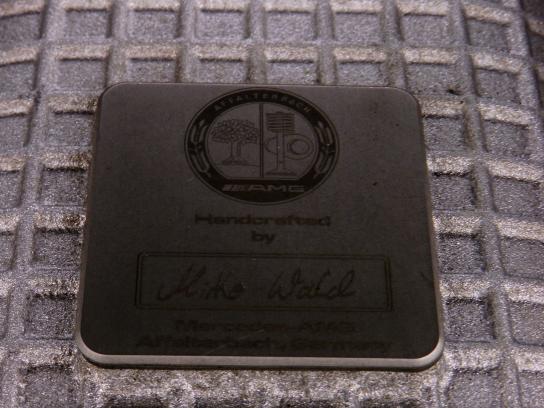 AFFALTERBACH
AMG
Handcrafted
by
Mercedes-AMG
Affalterbach, Germany